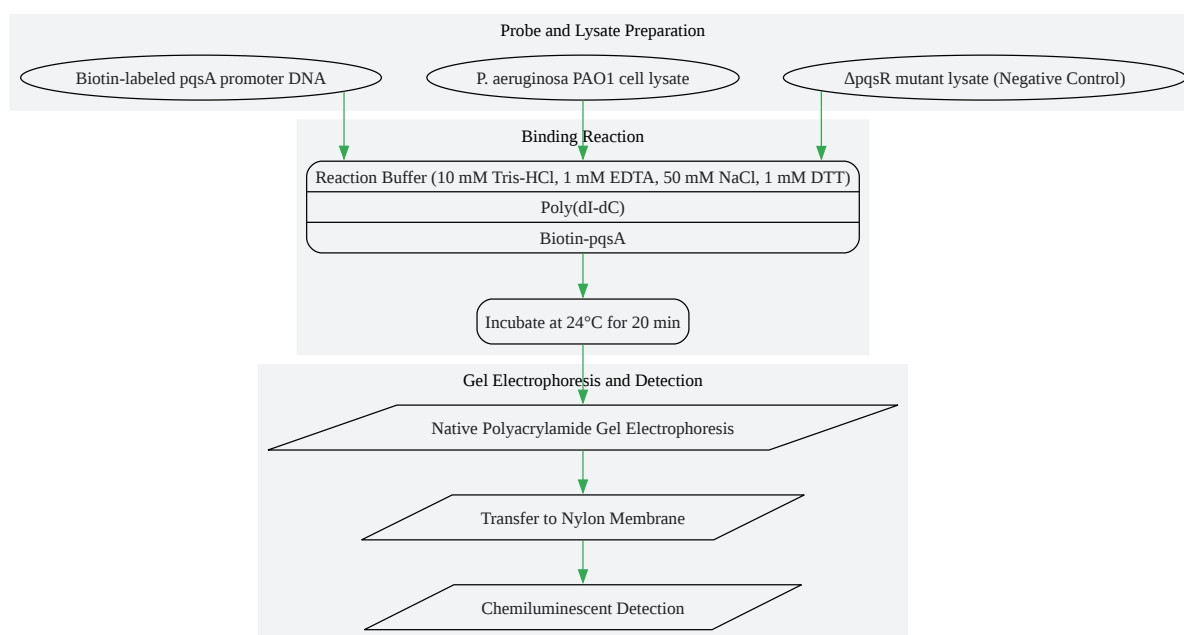 Probe and Lysate Preparation
Biotin-labeled pqsA promoter DNA
P. aeruginosa PAO1 cell lysate
ΔpqsR mutant lysate (Negative Control)
Binding Reaction
Reaction Buffer (10 mM Tris-HCl, 1 mM EDTA, 50 mM NaCl, 1 mM DTT)
Poly(dI-dC)
Biotin-pqsA
Incubate at 24°C for 20 min
Gel Electrophoresis and Detection
Native Polyacrylamide Gel Electrophoresis
Transfer to Nylon Membrane
Chemiluminescent Detection